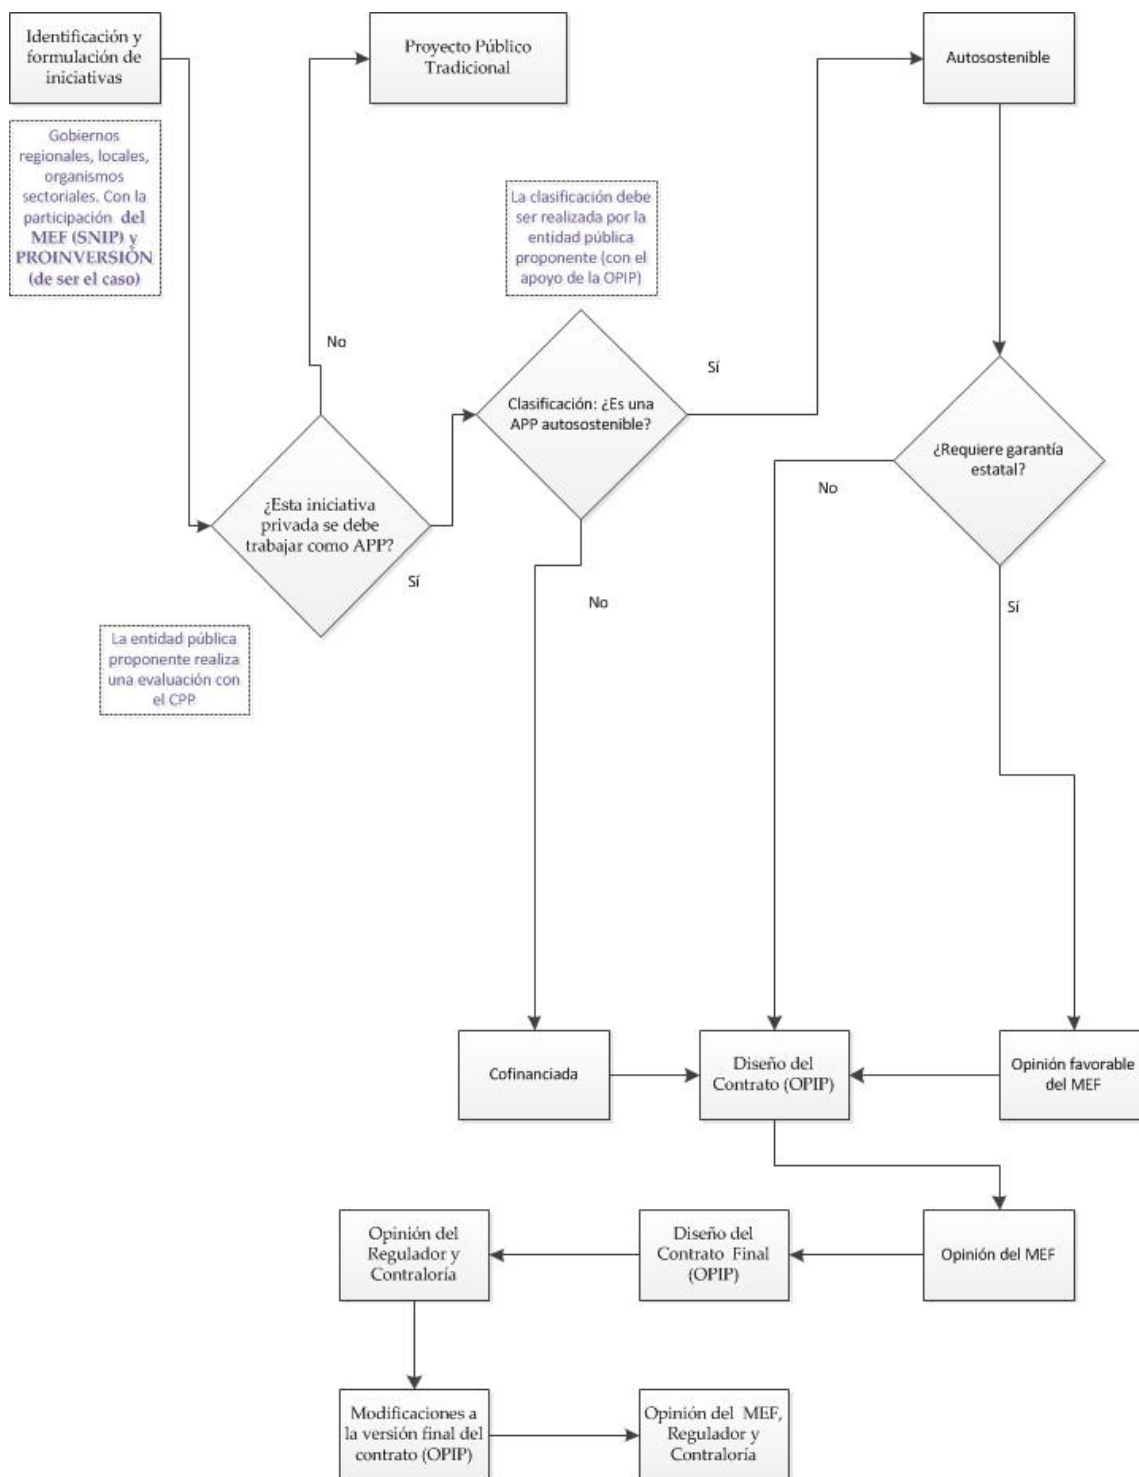 Identificación y
formulación de
iniciativas
Proyecto Público
Tradicional
Autosostenible
Gobiernos
regionales, locales,
organismos
sectoriales. Con la
participación del
MEF (SNIP) y
PROINVERSIÓN
(de ser el caso)
La clasificación debe
ser realizada por la
entidad pública
proponente (con el
apoyo de la OPIP)
No
Sí
Clasificación: ¿Es una
APP autosostenible?
¿Requiere garantía
estatal?
No
¿Esta iniciativa
privada se debe
trabajar como APP?
Sí
No
Sí
La entidad pública
proponente realiza
una evaluación con
el CPP
Cofinanciada
Diseño del
Contrato (OPIP)
Opinión favorable
del MEF
Opinión del
Regulador y
Contraloría
Diseño del
Contrato Final
(OPIP)
Opinión del MEF
Modificaciones a
la versión final del
contrato (OPIP)
Opinión del MEF,
Regulador y
Contraloría